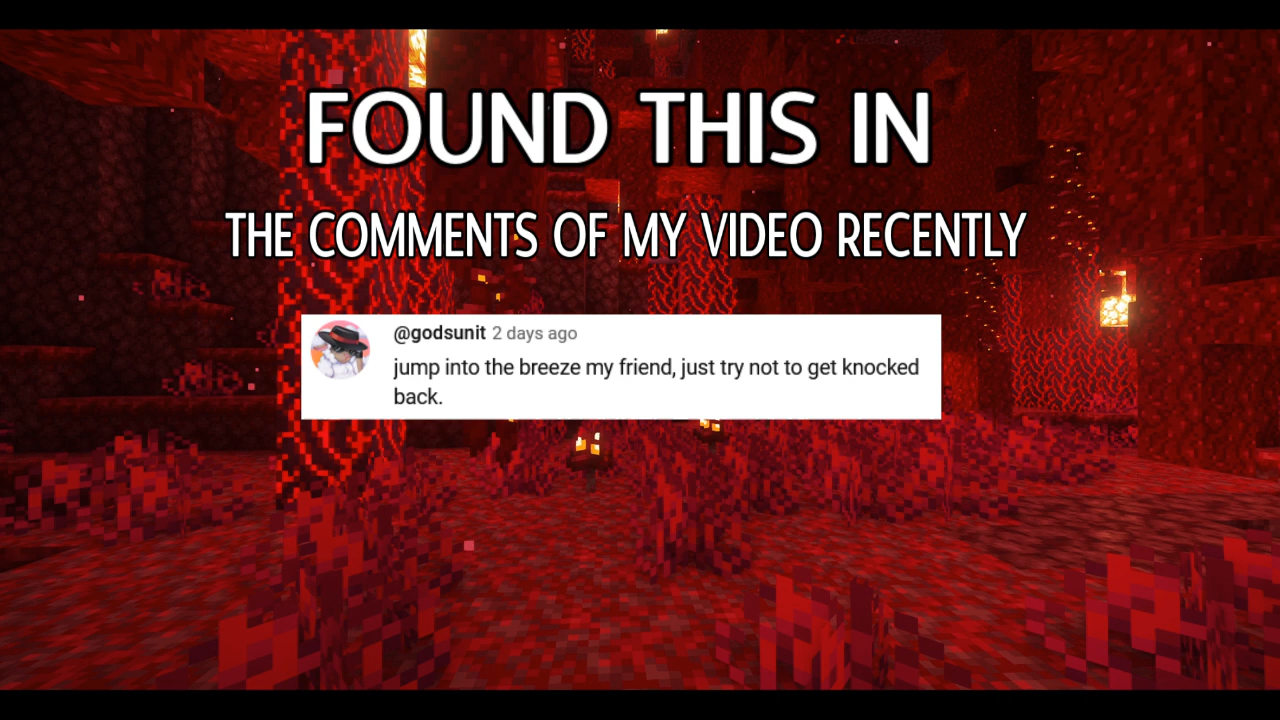 FOUND THIS IN
THE COMMENTS OF MY VIDEO RECENTLY
@godsunit 2 days ago
jump into the breeze my friend, just try not to get knocked
back.